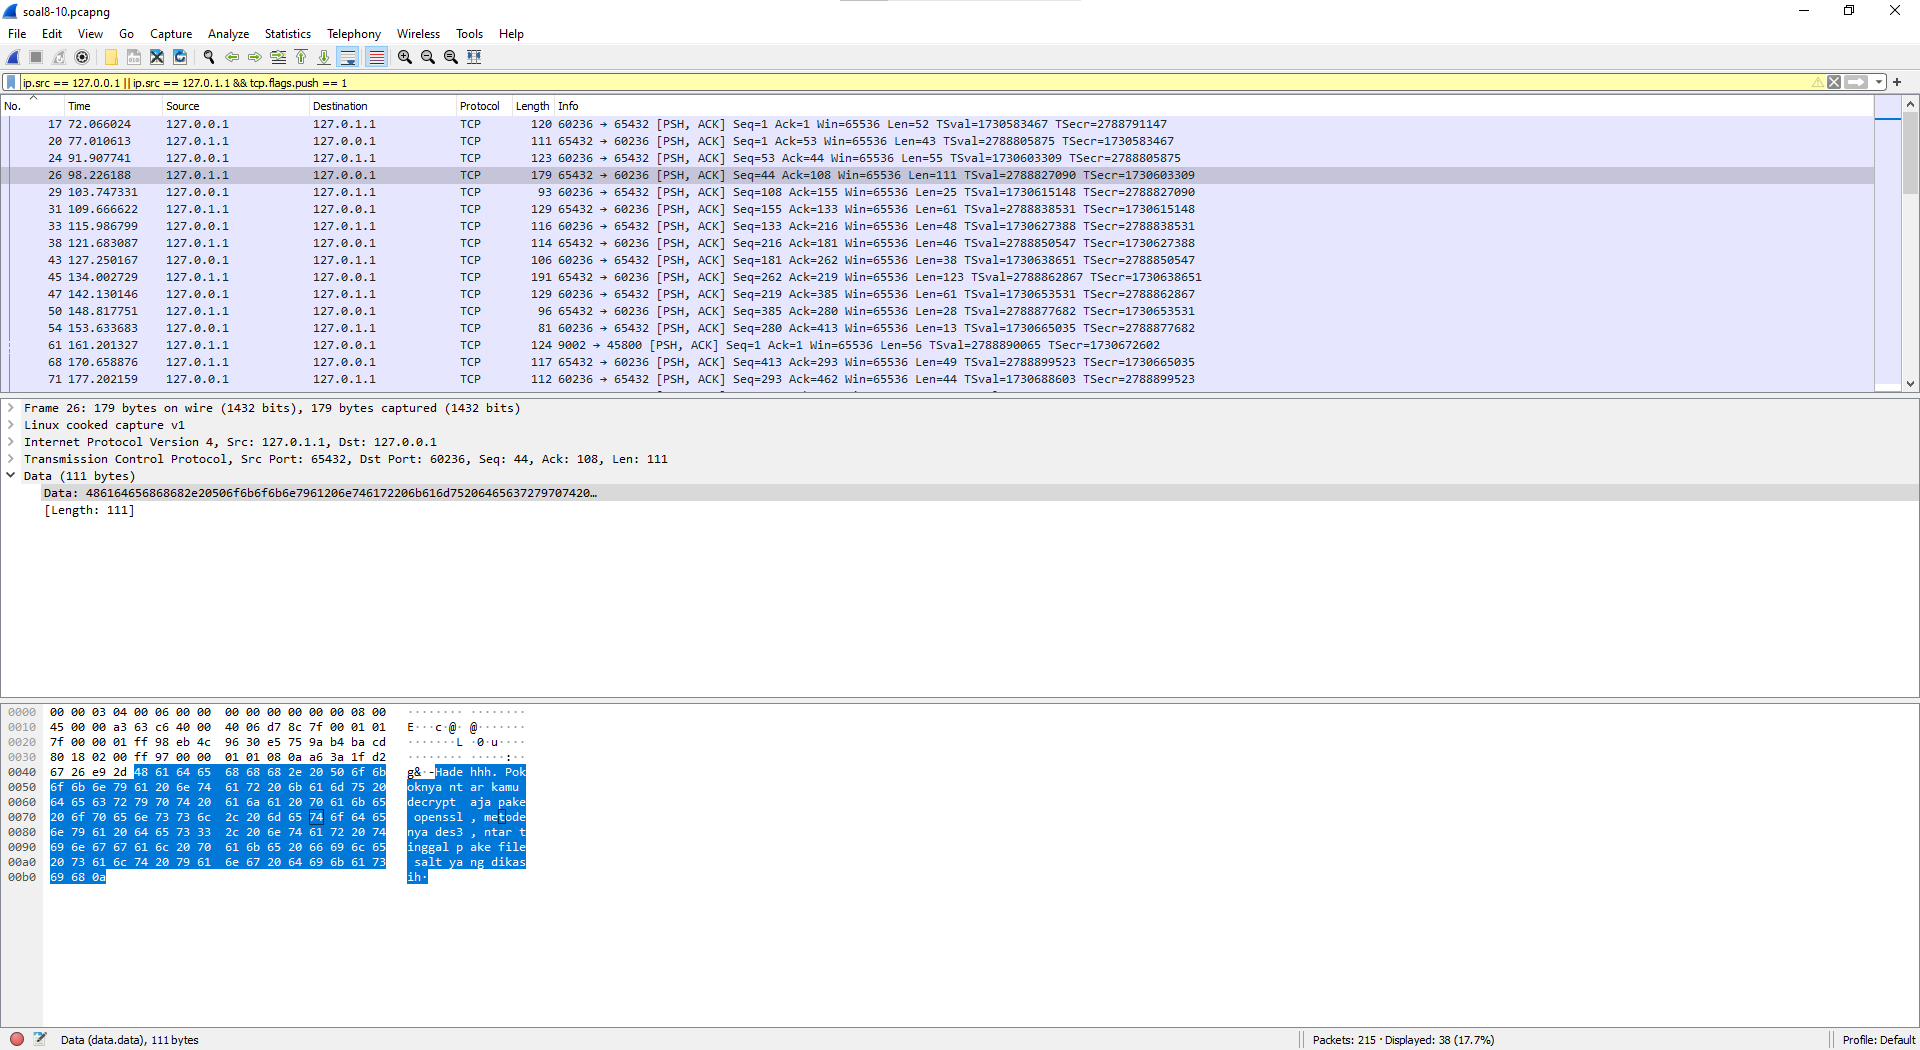 soal8-10.pcapng
File Edit View Go Capture Analyze Statistics Telephony Wireless Tools Help
ip.src == 127.0.0.1 || ip.src == 127.0.1.1 && tcp.flags.push == 1
No. Time Source Destination Protocol Length Info
17 72.066024 127.0.0.1 127.0.1.1 TCP 120 60236 → 65432 [PSH, ACK] Seq=1 Ack=1 Win=65536 Len=52 TSval=1730583467 TSecr=2788791147
20 77.010613 127.0.1.1 127.0.0.1 TCP 111 65432 → 60236 [PSH, ACK] Seq=1 Ack=53 Win=65536 Len=43 TSval=2788805875 TSecr=1730583467
24 91.907741 127.0.0.1 127.0.1.1 TCP 123 60236 → 65432 [PSH, ACK] Seq=53 Ack=44 Win=65536 Len=55 TSval=1730603309 TSecr=2788805875
26 98.226188 127.0.1.1 127.0.0.1 TCP 179 65432 → 60236 [PSH, ACK] Seq=44 Ack=108 Win=65536 Len=111 TSval=2788827090 TSecr=1730603309
29 103.747331 127.0.0.1 127.0.1.1 TCP 93 60236 → 65432 [PSH, ACK] Seq=108 Ack=155 Win=65536 Len=25 TSval=1730615148 TSecr=2788827090
31 109.666622 127.0.1.1 127.0.0.1 TCP 129 65432 → 60236 [PSH, ACK] Seq=155 Ack=133 Win=65536 Len=61 TSval=2788838531 TSecr=1730615148
33 115.986799 127.0.0.1 127.0.1.1 TCP 116 60236 → 65432 [PSH, ACK] Seq=133 Ack=216 Win=65536 Len=48 TSval=1730627388 TSecr=2788838531
38 121.683087 127.0.1.1 127.0.0.1 TCP 114 65432 → 60236 [PSH, ACK] Seq=216 Ack=181 Win=65536 Len=46 TSval=2788850547 TSecr=1730627388
43 127.250167 127.0.0.1 127.0.1.1 TCP 106 60236 → 65432 [PSH, ACK] Seq=181 Ack=262 Win=65536 Len=38 TSval=1730638651 TSecr=2788850547
45 134.002729 127.0.1.1 127.0.0.1 TCP 191 65432 → 60236 [PSH, ACK] Seq=262 Ack=219 Win=65536 Len=123 TSval=2788862867 TSecr=1730638651
47 142.130146 127.0.0.1 127.0.1.1 TCP 129 60236 → 65432 [PSH, ACK] Seq=219 Ack=385 Win=65536 Len=61 TSval=1730653531 TSecr=2788862867
50 148.817751 127.0.1.1 127.0.0.1 TCP 96 65432 → 60236 [PSH, ACK] Seq=385 Ack=280 Win=65536 Len=28 TSval=2788877682 TSecr=1730653531
54 153.633683 127.0.0.1 127.0.1.1 TCP 81 60236 → 65432 [PSH, ACK] Seq=280 Ack=413 Win=65536 Len=13 TSval=1730665035 TSecr=2788877682
61 161.201327 127.0.1.1 127.0.0.1 TCP 124 9002 → 45800 [PSH, ACK] Seq=1 Ack=1 Win=65536 Len=56 TSval=2788890065 TSecr=1730672602
68 170.658876 127.0.1.1 127.0.0.1 TCP 117 65432 → 60236 [PSH, ACK] Seq=413 Ack=293 Win=65536 Len=49 TSval=2788899523 TSecr=1730665035
71 177.202159 127.0.0.1 127.0.1.1 TCP 112 60236 → 65432 [PSH, ACK] Seq=293 Ack=462 Win=65536 Len=44 TSval=1730688603 TSecr=2788899523
Frame 26: 179 bytes on wire (1432 bits), 179 bytes captured (1432 bits)
Linux cooked capture v1
Internet Protocol Version 4, Src: 127.0.1.1, Dst: 127.0.0.1
Transmission Control Protocol, Src Port: 65432, Dst Port: 60236, Seq: 44, Ack: 108, Len: 111
Data (111 bytes)
Data: 486164656868682e20506f6b6f6b6e7961206e746172206b616d75206465637279707420…
[Length: 111]
0000 00 00 03 04 00 06 00 00 00 00 00 00 00 00 08 00 ········ ········
0010 45 00 00 a3 63 c6 40 00 40 06 d7 8c 7f 00 01 01 E···c·@· @·······
0020 7f 00 00 01 ff 98 eb 4c 96 30 e5 75 9a b4 ba cd ·······L ·0·u····
0030 80 18 02 00 ff 97 00 00 01 01 08 0a a6 3a 1f d2 ········ ·····:··
0040 67 26 e9 2d 48 61 64 65 68 68 68 2e 20 50 6f 6b g&·-Hade hhh. Pok
0050 6f 6b 6e 79 61 20 6e 74 61 72 20 6b 61 6d 75 20 oknya nt ar kamu
0060 64 65 63 72 79 70 74 20 61 6a 61 20 70 61 6b 65 decrypt aja pake
0070 20 6f 70 65 6e 73 73 6c 2c 20 6d 65 74 6f 64 65 openssl , metode
0080 6e 79 61 20 64 65 73 33 2c 20 6e 74 61 72 20 74 nya des3 , ntar t
0090 69 6e 67 67 61 6c 20 70 61 6b 65 20 66 69 6c 65 inggal p ake file
00a0 20 73 61 6c 74 20 79 61 6e 67 20 64 69 6b 61 73 salt ya ng dikas
00b0 69 68 0a ih·
Data (data.data), 111 bytes
Packets: 215 · Displayed: 38 (17.7%)
Profile: Default